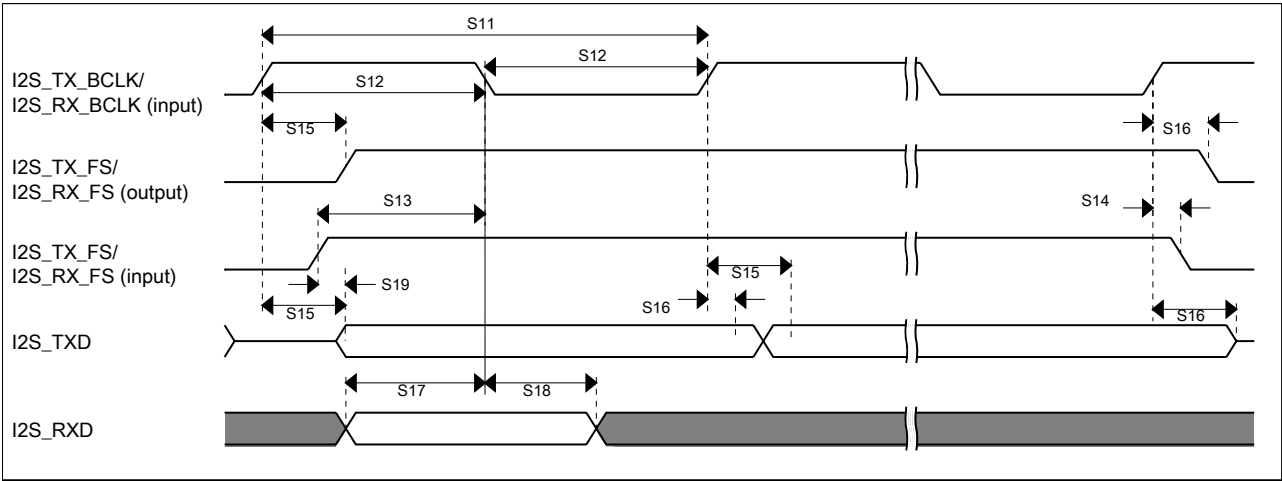 S11
I2S_TX_BCLK/
I2S_RX_BCLK (input)
S12
S12
S15
S16
I2S_TX_FS/
I2S_RX_FS (output)
S13
S14
I2S_TX_FS/
I2S_RX_FS (input)
S15
S19
S16
S15
S16
I2S_TXD
S17
S18
I2S_RXD